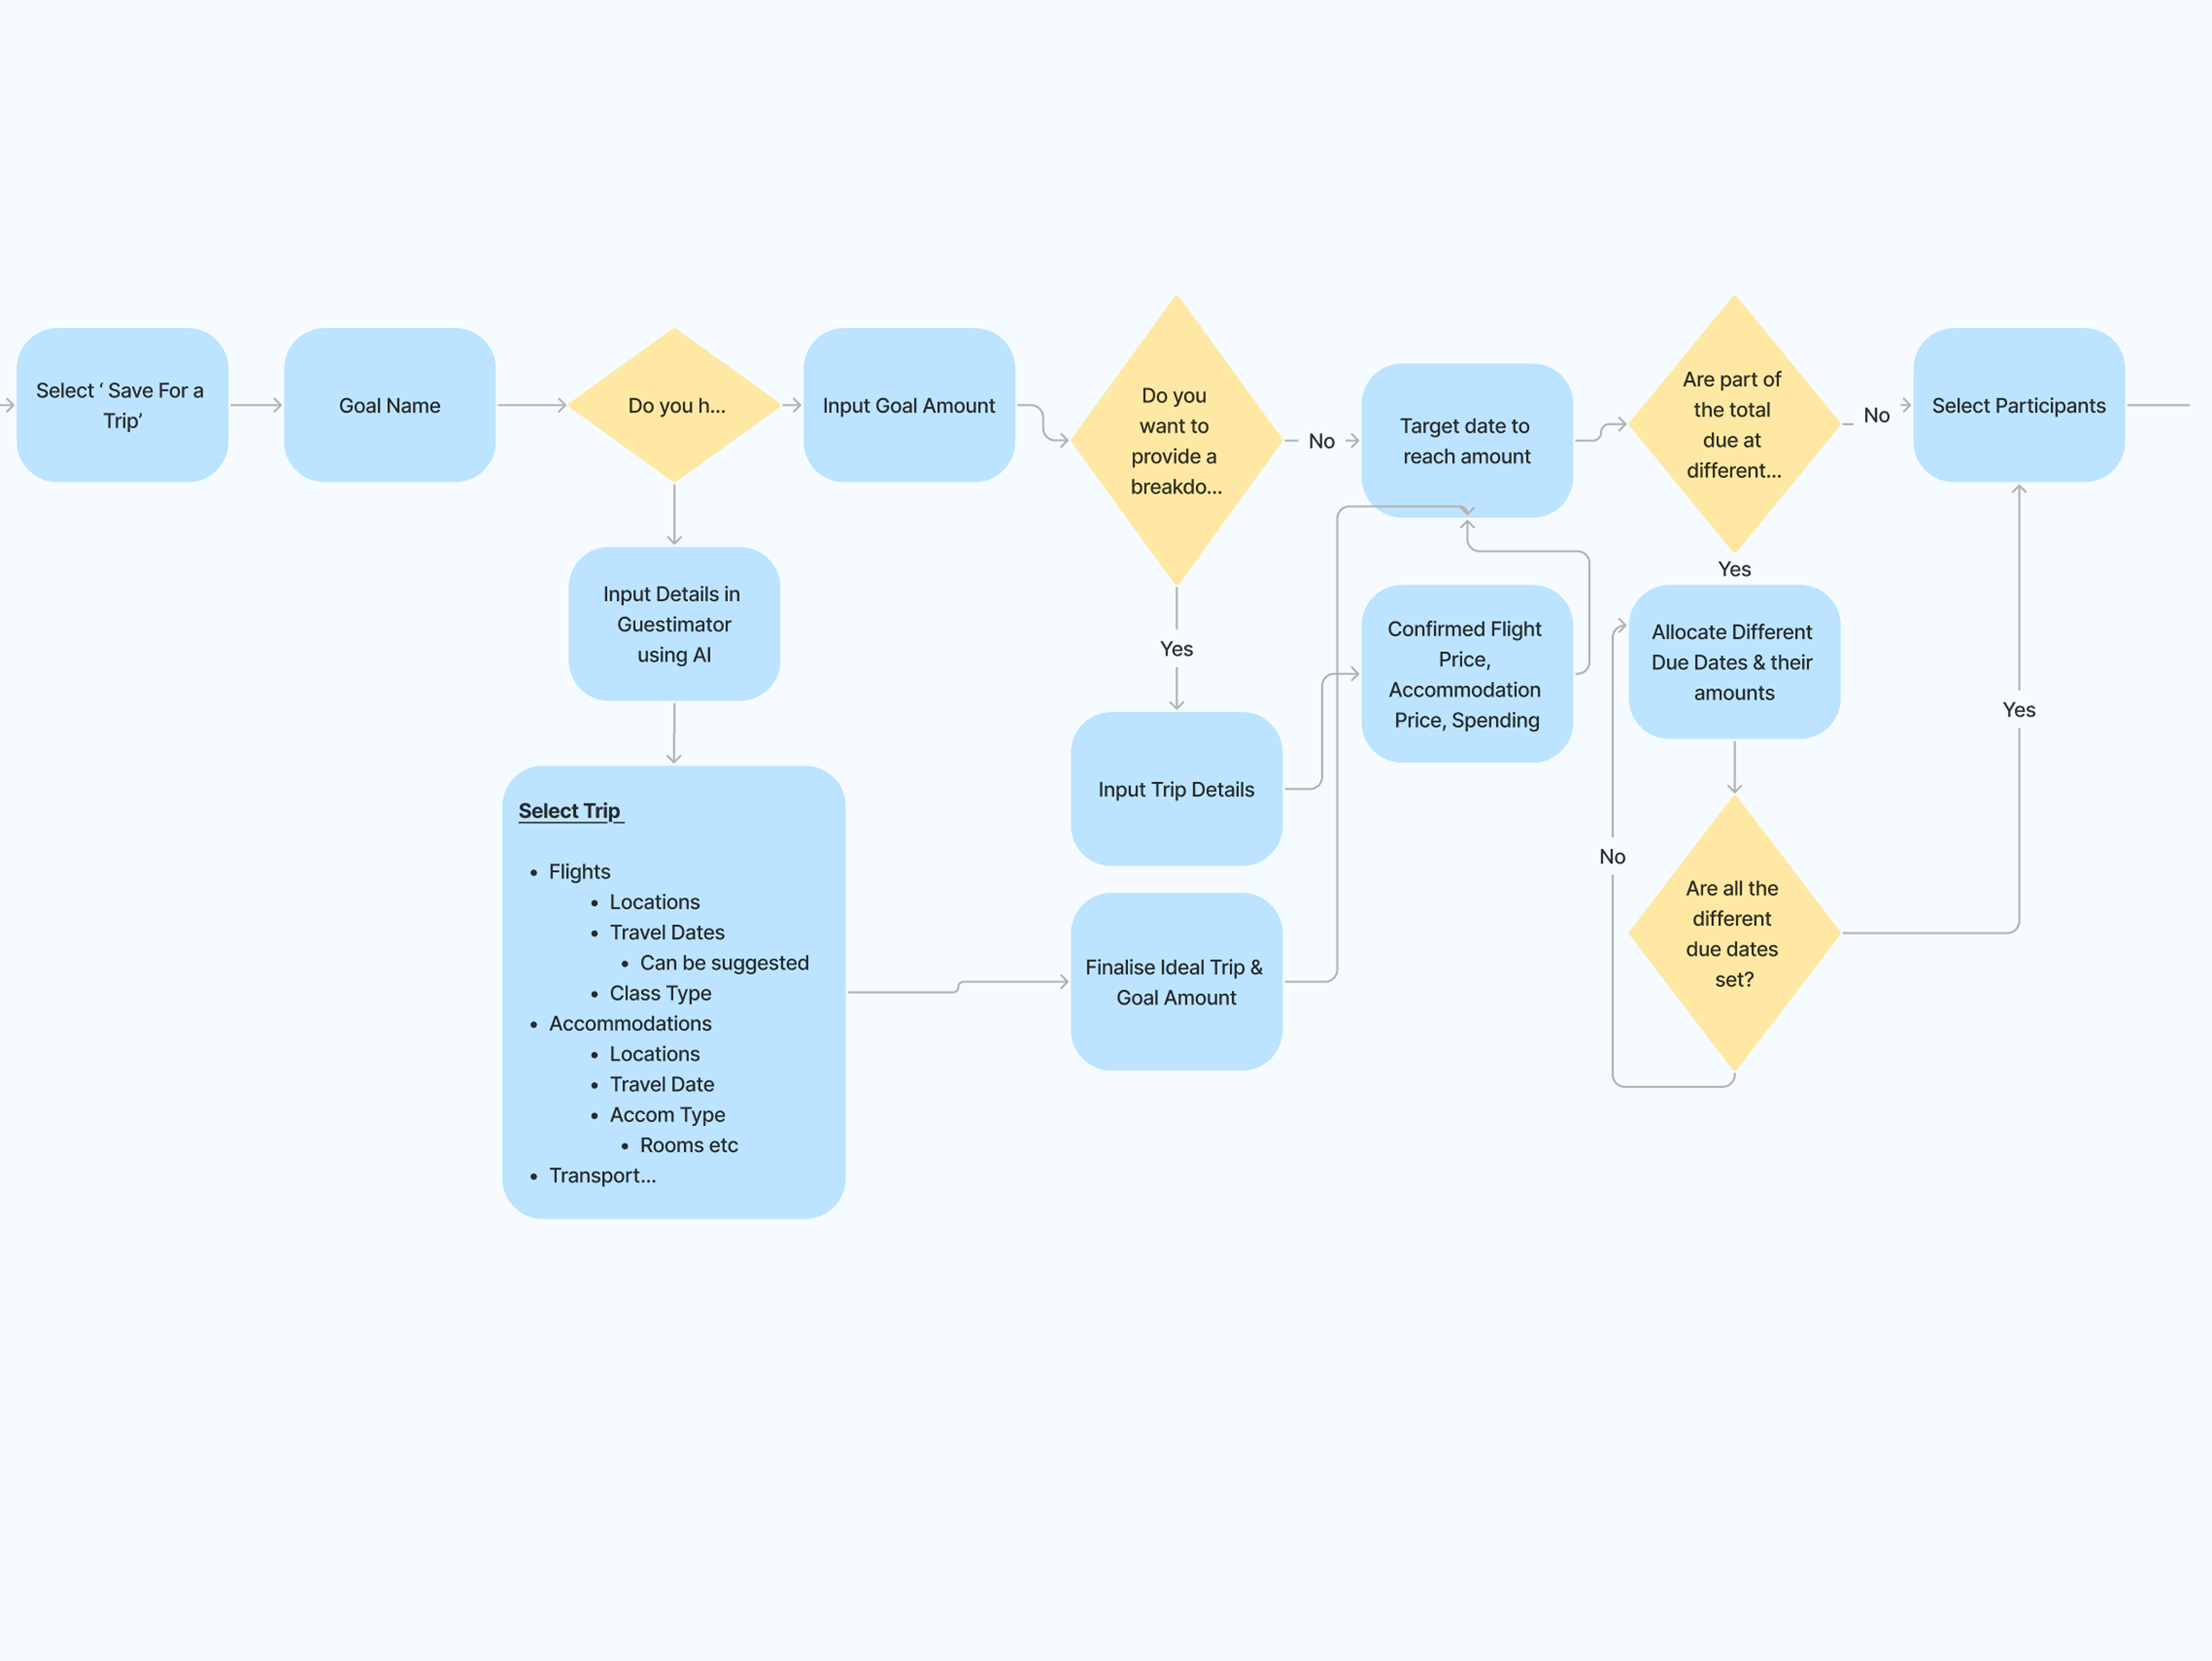 Select ‘ Save For a
Trip’
Goal Name
Do you h...
Input Goal Amount
Do you
want to
provide a
breakdo...
No
Target date to
reach amount
Are part of
the total
due at
different...
No
Select Participants
Yes
Input Details in
Guestimator
using AI
Yes
Confirmed Flight
Price,
Accommodation
Price, Spending
Allocate Different
Due Dates & their
amounts
Yes
Input Trip Details
Select Trip
• Flights
• Locations
• Travel Dates
• Can be suggested
• Class Type
• Accommodations
• Locations
• Travel Date
• Accom Type
• Rooms etc
• Transport...
Finalise Ideal Trip &
Goal Amount
No
Are all the
different
due dates
set?